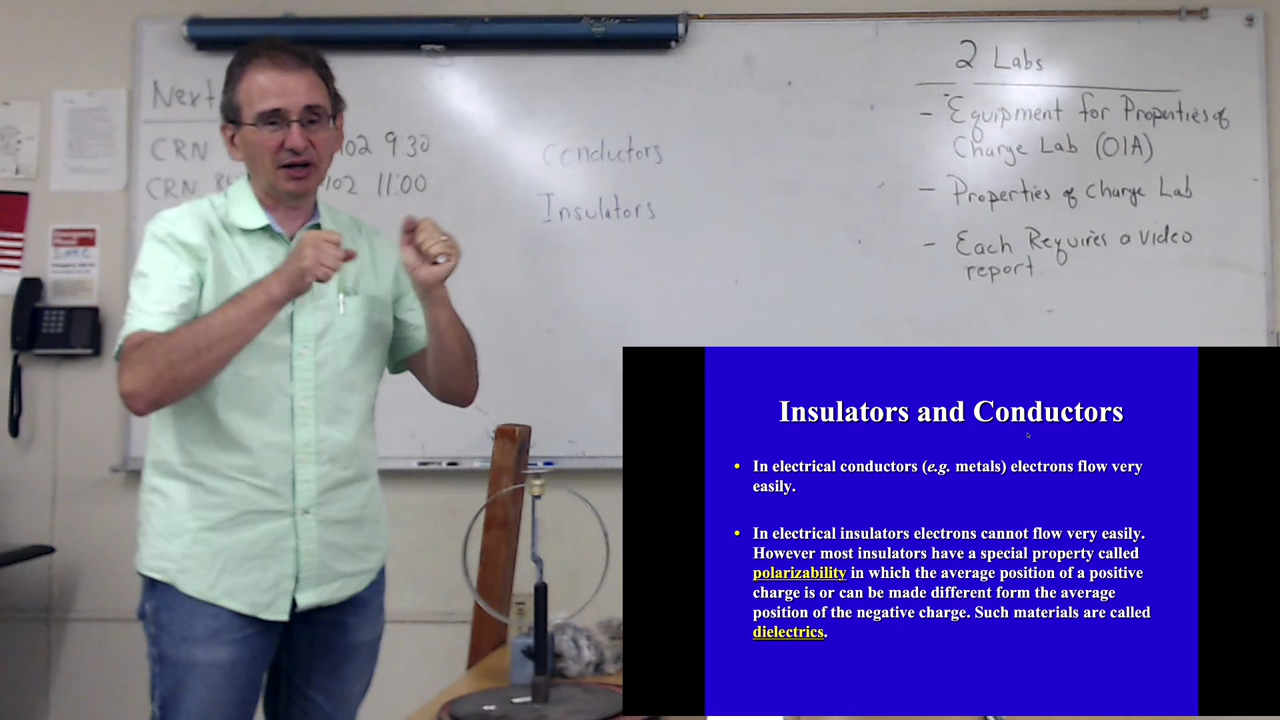 Next
CRN 102 9:30
CRN 102 11:00
conductors
Insulators
2 Labs
- Equipment for Properties of
Charge Lab (01A)
- Properties of Charge Lab
- Each Requires a video
report.
Insulators and Conductors
• In electrical conductors (e.g. metals) electrons flow very
easily.
• In electrical insulators electrons cannot flow very easily.
However most insulators have a special property called
polarizability in which the average position of a positive
charge is or can be made different form the average
position of the negative charge. Such materials are called
dielectrics.